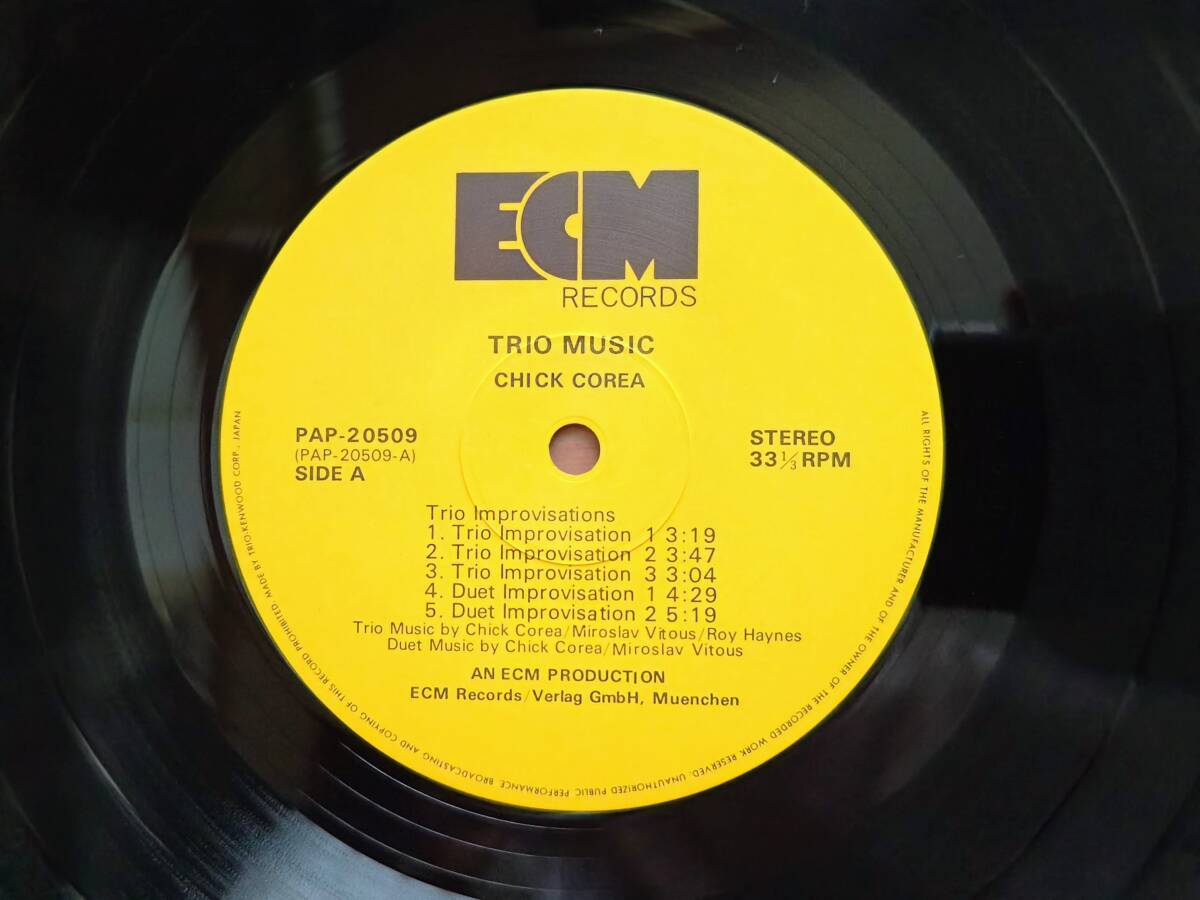 ECM
RECORDS
TRIO MUSIC
CHICK COREA
PAP-20509
(PAP-20509-A)
SIDE A
STEREO
33 1/3 RPM
Trio Improvisations
1. Trio Improvisation 1 3:19
2. Trio Improvisation 2 3:47
3. Trio Improvisation 3 3:04
4. Duet Improvisation 1 4:29
5. Duet Improvisation 2 5:19
Trio Music by Chick Corea/Miroslav Vitous/Roy Haynes
Duet Music by Chick Corea/Miroslav Vitous
AN ECM PRODUCTION
ECM Records/Verlag GmbH, Muenchen
ALL RIGHTS OF THE MANUFACTURER AND OF THE OWNER OF THE RECORDED WORK RESERVED. UNAUTHORIZED PUBLIC PERFORMANCE, BROADCASTING AND COPYING OF THIS RECORD PROHIBITED. MADE BY TRIO-KENWOOD CORP., JAPAN